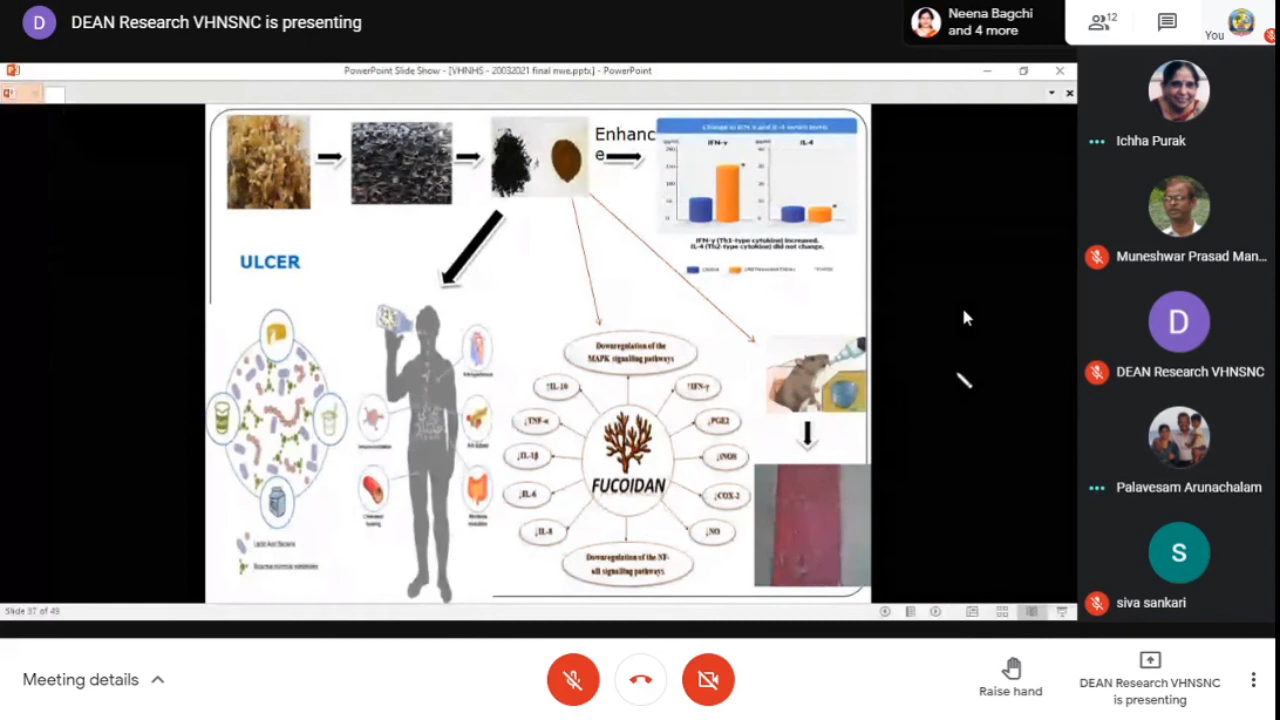 D
DEAN Research VHNSNC is presenting
Neena Bagchi
and 4 more
12
You
PowerPoint Slide Show - [VHNHS - 20032021 final nwe.pptx] - PowerPoint
Enhanc
e
IFN-γ
IL-4
IFN-γ (Th1-type cytokine) increased.
IL-4 (Th2-type cytokine) did not change.
ULCER
Downregulation of the
MAPK signalling pathways
↑IL-10
↑IFN-γ
↓TNF-α
↓PGE2
↓IL-1β
↓iNOS
↓IL-6
↓COX-2
↓IL-8
↓NO
FUCOIDAN
Downregulation of the NF-
κB signalling pathways
Lactic Acid Bacteria
Slide 37 of 49
Ichha Purak
Muneshwar Prasad Man...
D
DEAN Research VHNSNC
Palavesam Arunachalam
S
siva sankari
Meeting details
Raise hand
DEAN Research VHNSNC
is presenting